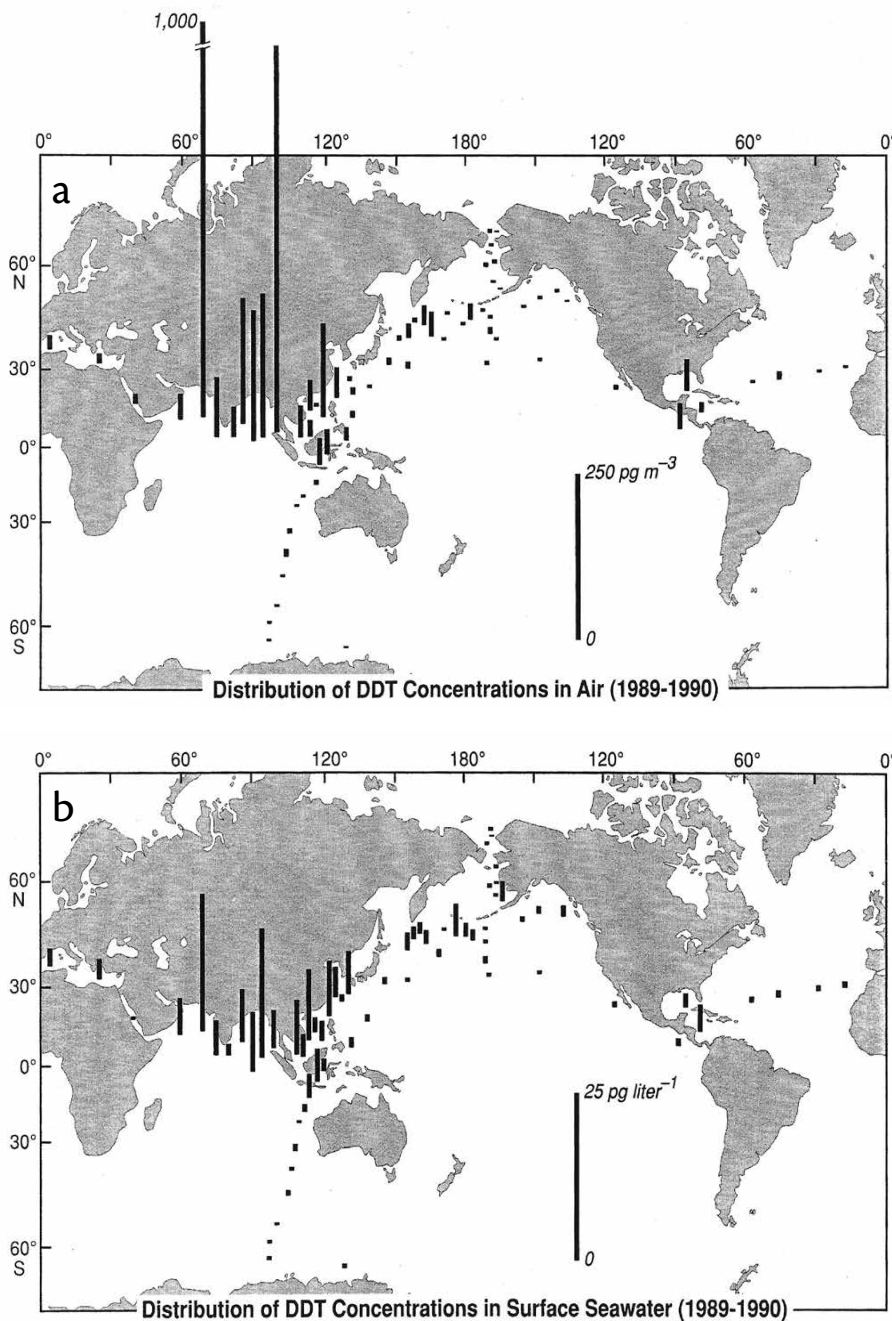 1,000
0° 60° 120° 180° 120° 60° 0°
a
60°
N
30°
0°
30°
60°
S
250 pg m⁻³
0
Distribution of DDT Concentrations in Air (1989-1990)
0° 60° 120° 180° 120° 60° 0°
b
60°
N
30°
0°
30°
60°
S
25 pg liter⁻¹
0
Distribution of DDT Concentrations in Surface Seawater (1989-1990)